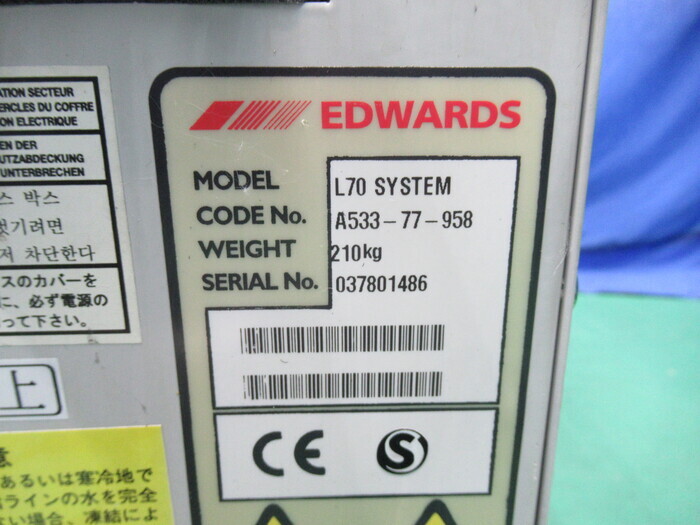 ATION SECTEUR
ERCLES DU COFFRE
ON ELECTRIQUE
EN DER
UTZABDECKUNG
UNTERBRECHEN
스 박스
벗기려면
저 차단한다
スのカバーを
に、必ず電源の
って下さい。
上
意
あるいは寒冷地で
ラインの水を完全
ない場合、凍結によ
EDWARDS
MODEL L70 SYSTEM
CODE No. A533-77-958
WEIGHT 210kg
SERIAL No. 037801486
CE S